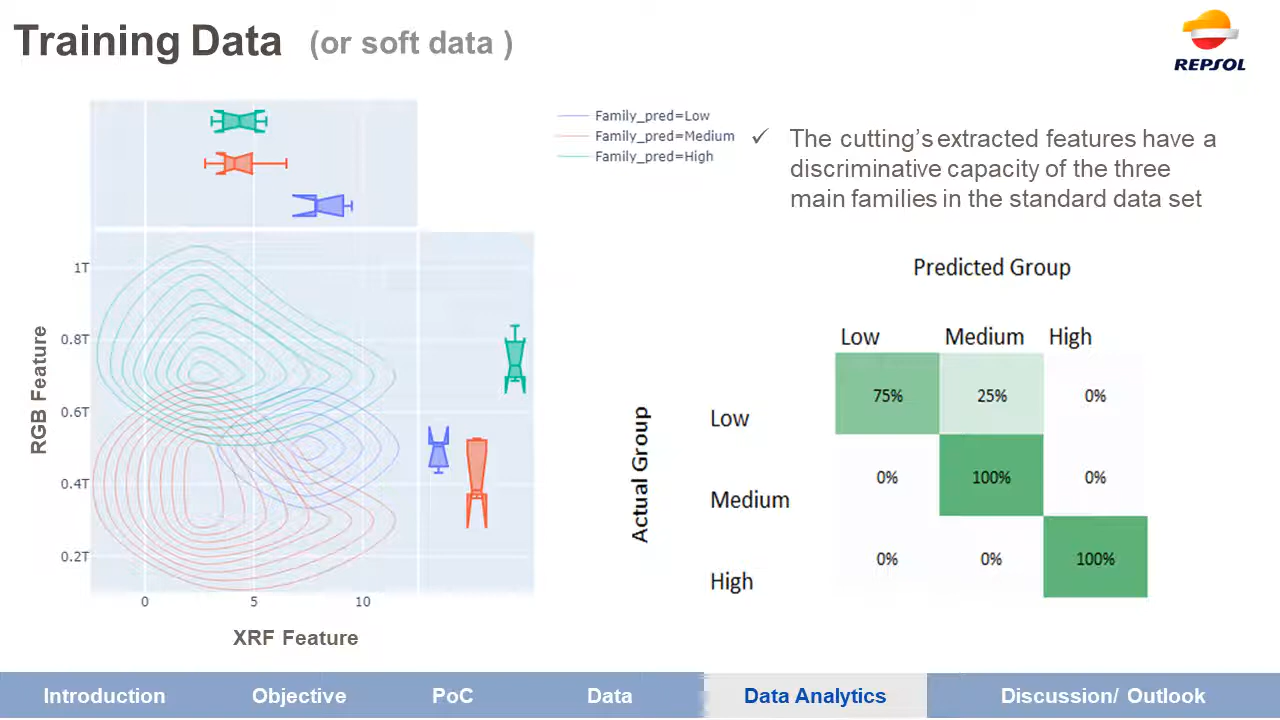 Training Data (or soft data )
REPSOL
Family_pred=Low
Family_pred=Medium
Family_pred=High
✓ The cutting's extracted features have a
discriminative capacity of the three
main families in the standard data set
1T
0.8T
0.6T
0.4T
0.2T
RGB Feature
0 5 10
XRF Feature
Predicted Group
Low Medium High
Actual Group
Low 75% 25% 0%
Medium 0% 100% 0%
High 0% 0% 100%
Introduction Objective PoC Data Data Analytics Discussion/ Outlook